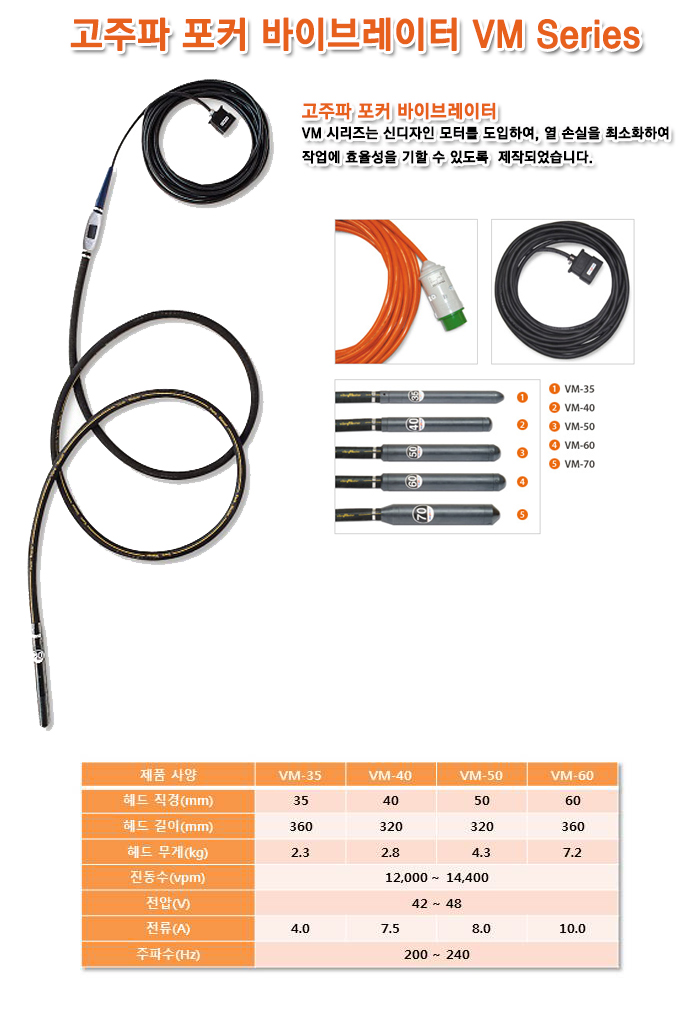 고주파 포커 바이브레이터 VM Series
고주파 포커 바이브레이터
VM 시리즈는 신디자인 모터를 도입하여, 열 손실을 최소화하여
작업에 효율성을 기할 수 있도록 제작되었습니다.
35 1
40 2
50 3
60 4
70 5
1 VM-35
2 VM-40
3 VM-50
4 VM-60
5 VM-70
제품 사양 VM-35 VM-40 VM-50 VM-60
헤드 직경(mm) 35 40 50 60
헤드 길이(mm) 360 320 320 360
헤드 무게(kg) 2.3 2.8 4.3 7.2
진동수(vpm) 12,000 ~ 14,400
전압(V) 42 ~ 48
전류(A) 4.0 7.5 8.0 10.0
주파수(Hz) 200 ~ 240